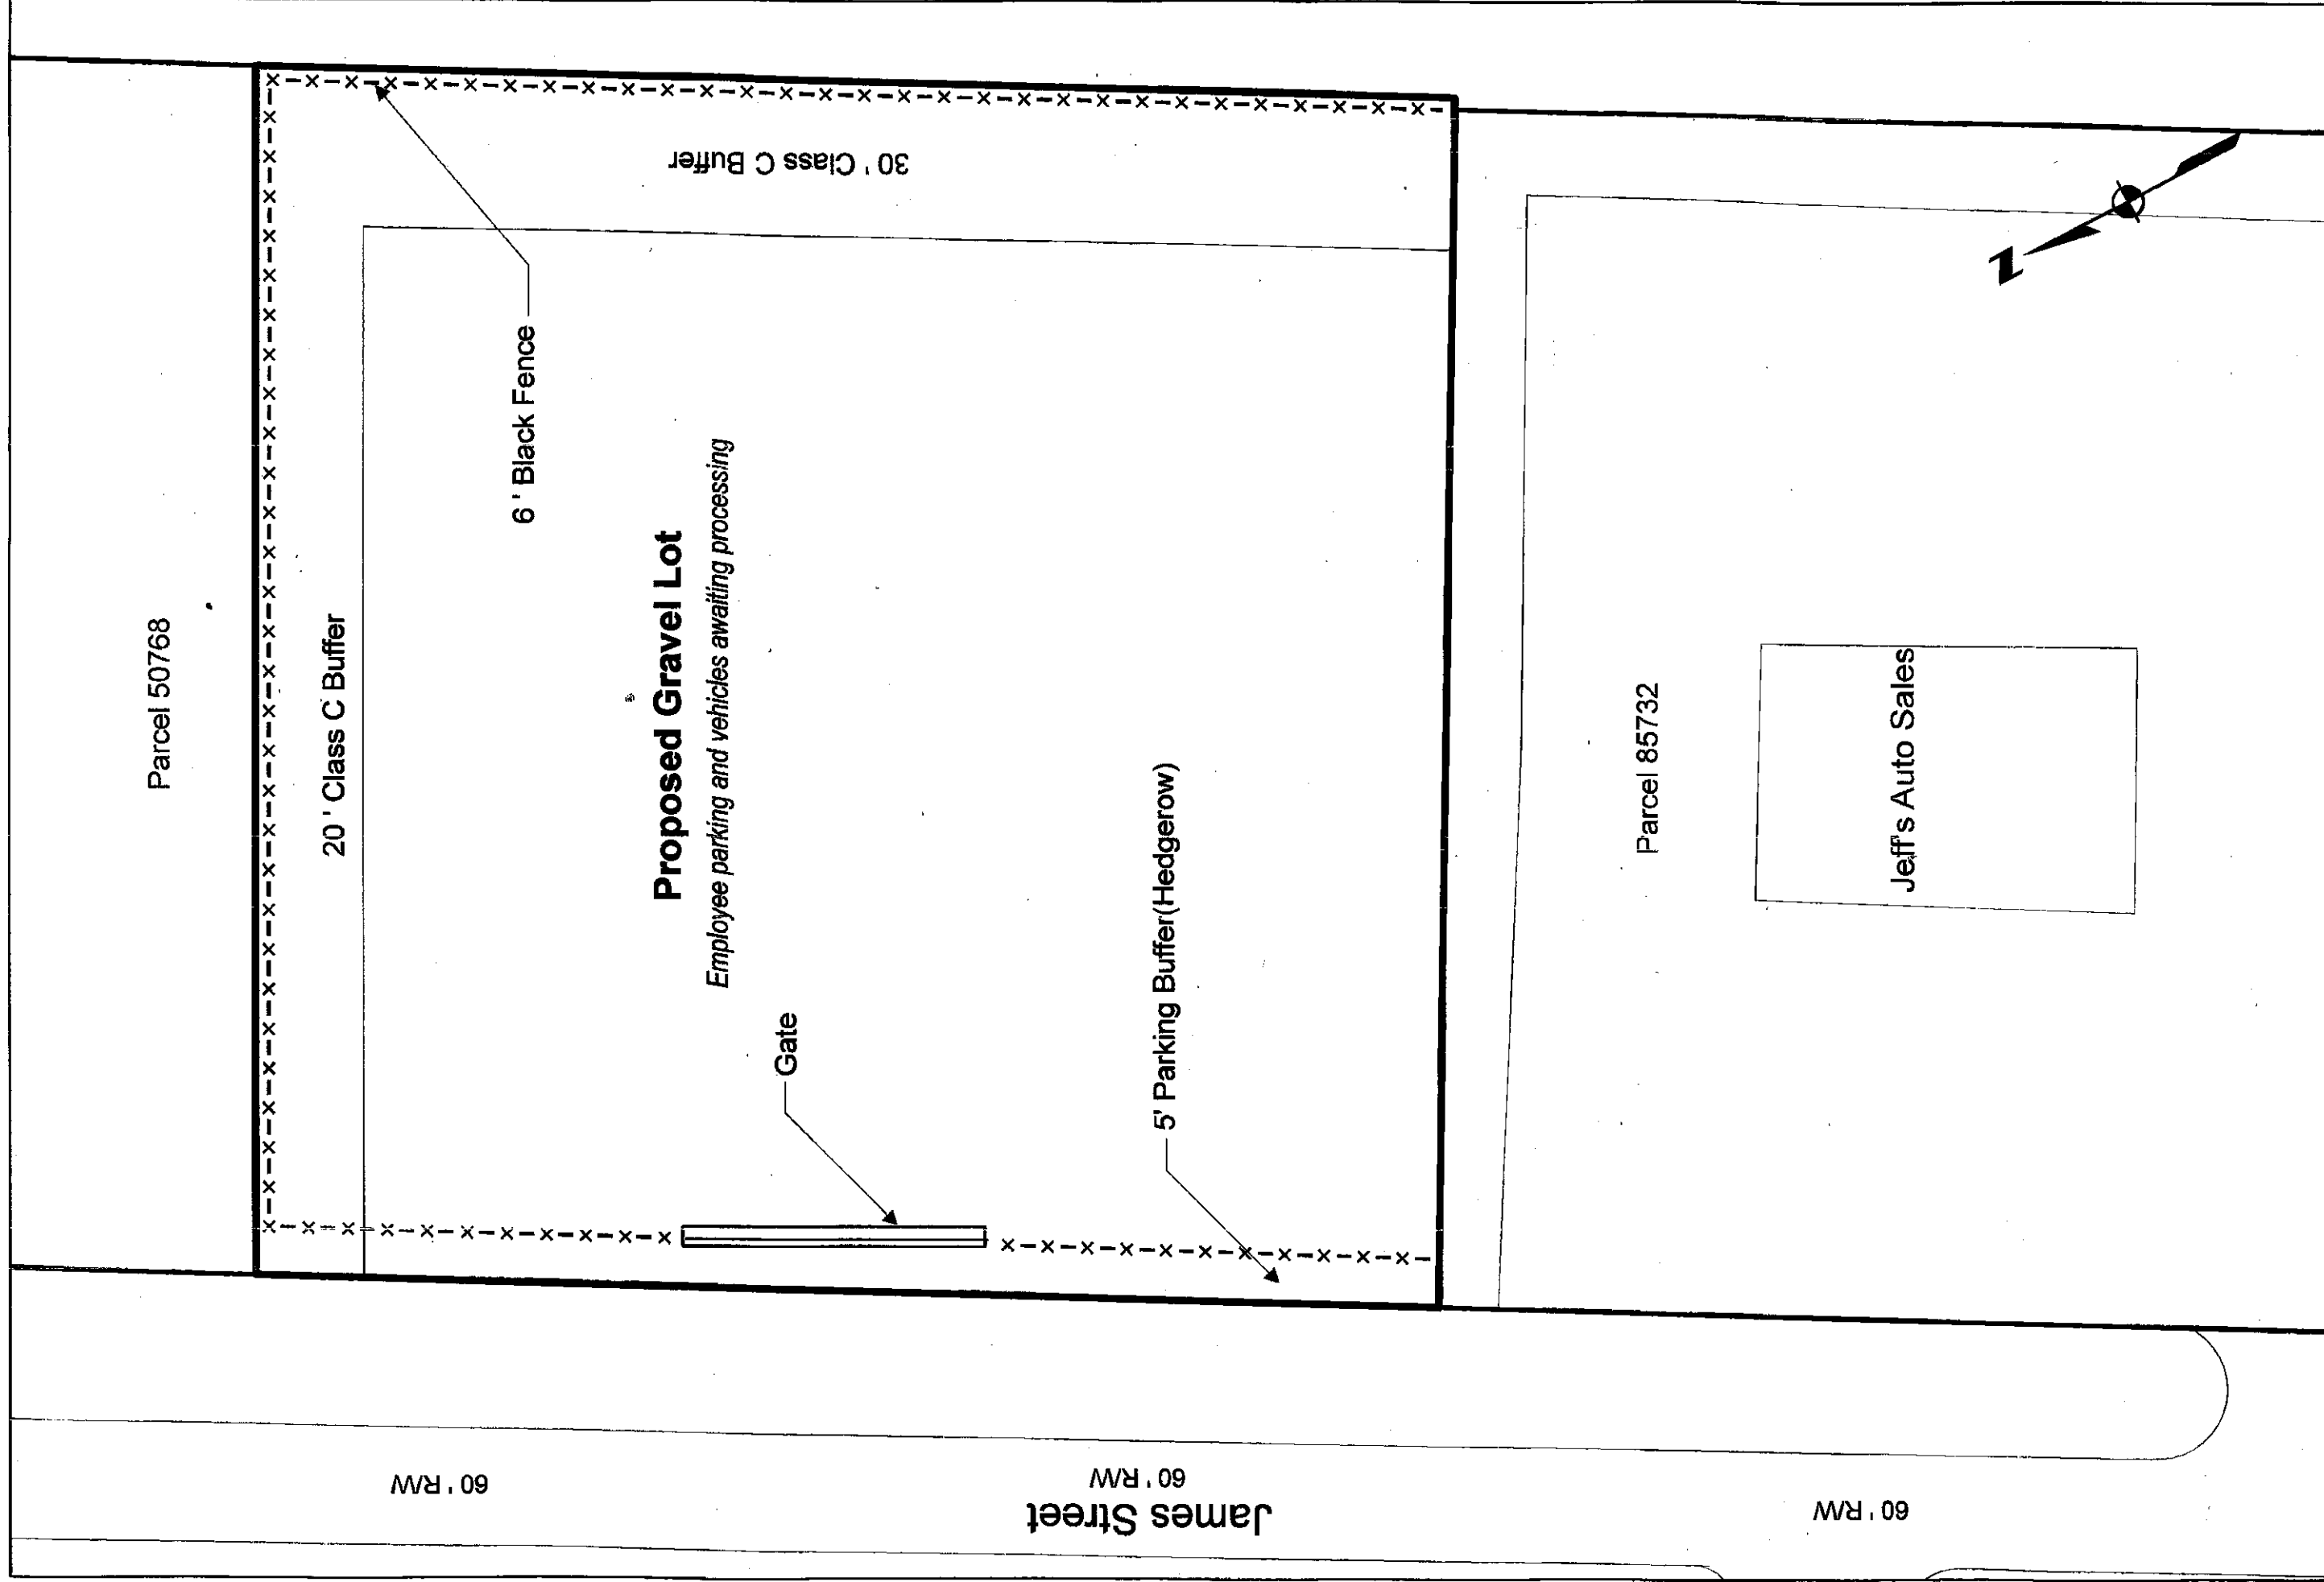 Parcel 50768
20 ' Class C Buffer
30 ' Class C Buffer
6 ' Black Fence
Proposed Gravel Lot
Employee parking and vehicles awaiting processing
Gate
5' Parking Buffer(Hedgerow)
Parcel 85732
Jeff's Auto Sales
N
60 ' R/W
60 ' R/W
James Street
60 ' R/W